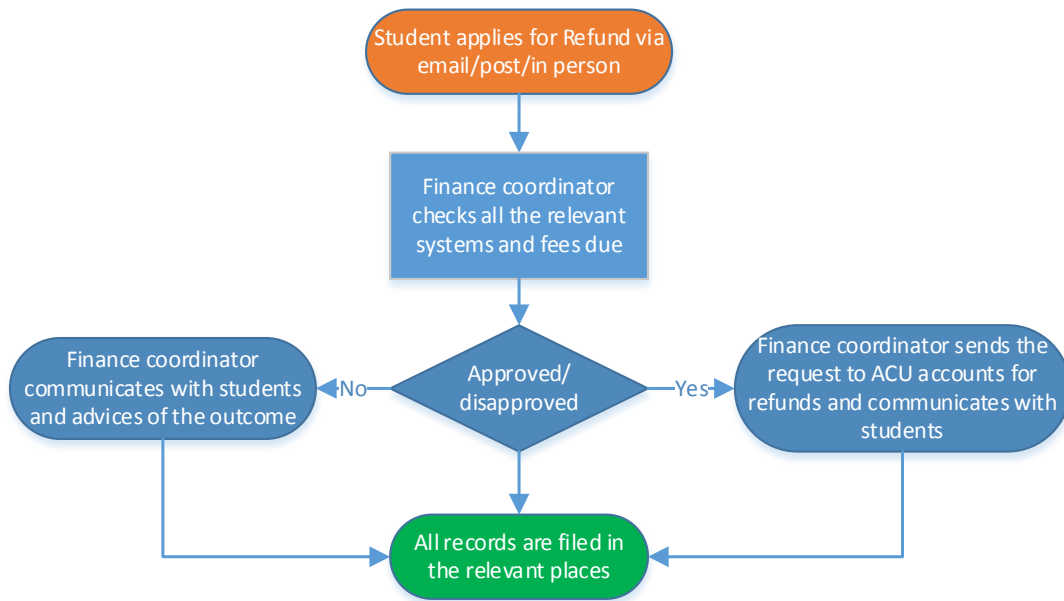 Student applies for Refund via
email/post/in person
Finance coordinator
checks all the relevant
systems and fees due
Approved/
disapproved
No
Yes
Finance coordinator
communicates with students
and advices of the outcome
Finance coordinator sends the
request to ACU accounts for
refunds and communicates with
students
All records are filed in
the relevant places